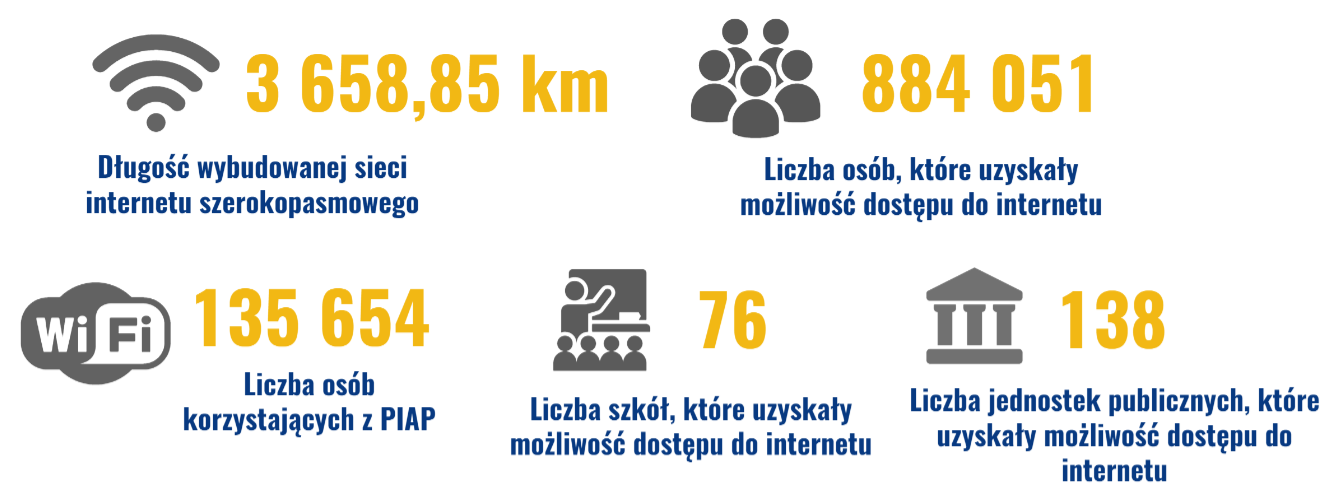 3 658,85 km
Długość wybudowanej sieci
internetu szerokopasmowego
884 051
Liczba osób, które uzyskały
możliwość dostępu do internetu
WiFi
135 654
Liczba osób
korzystających z PIAP
76
Liczba szkół, które uzyskały
możliwość dostępu do internetu
138
Liczba jednostek publicznych, które
uzyskały możliwość dostępu do
internetu